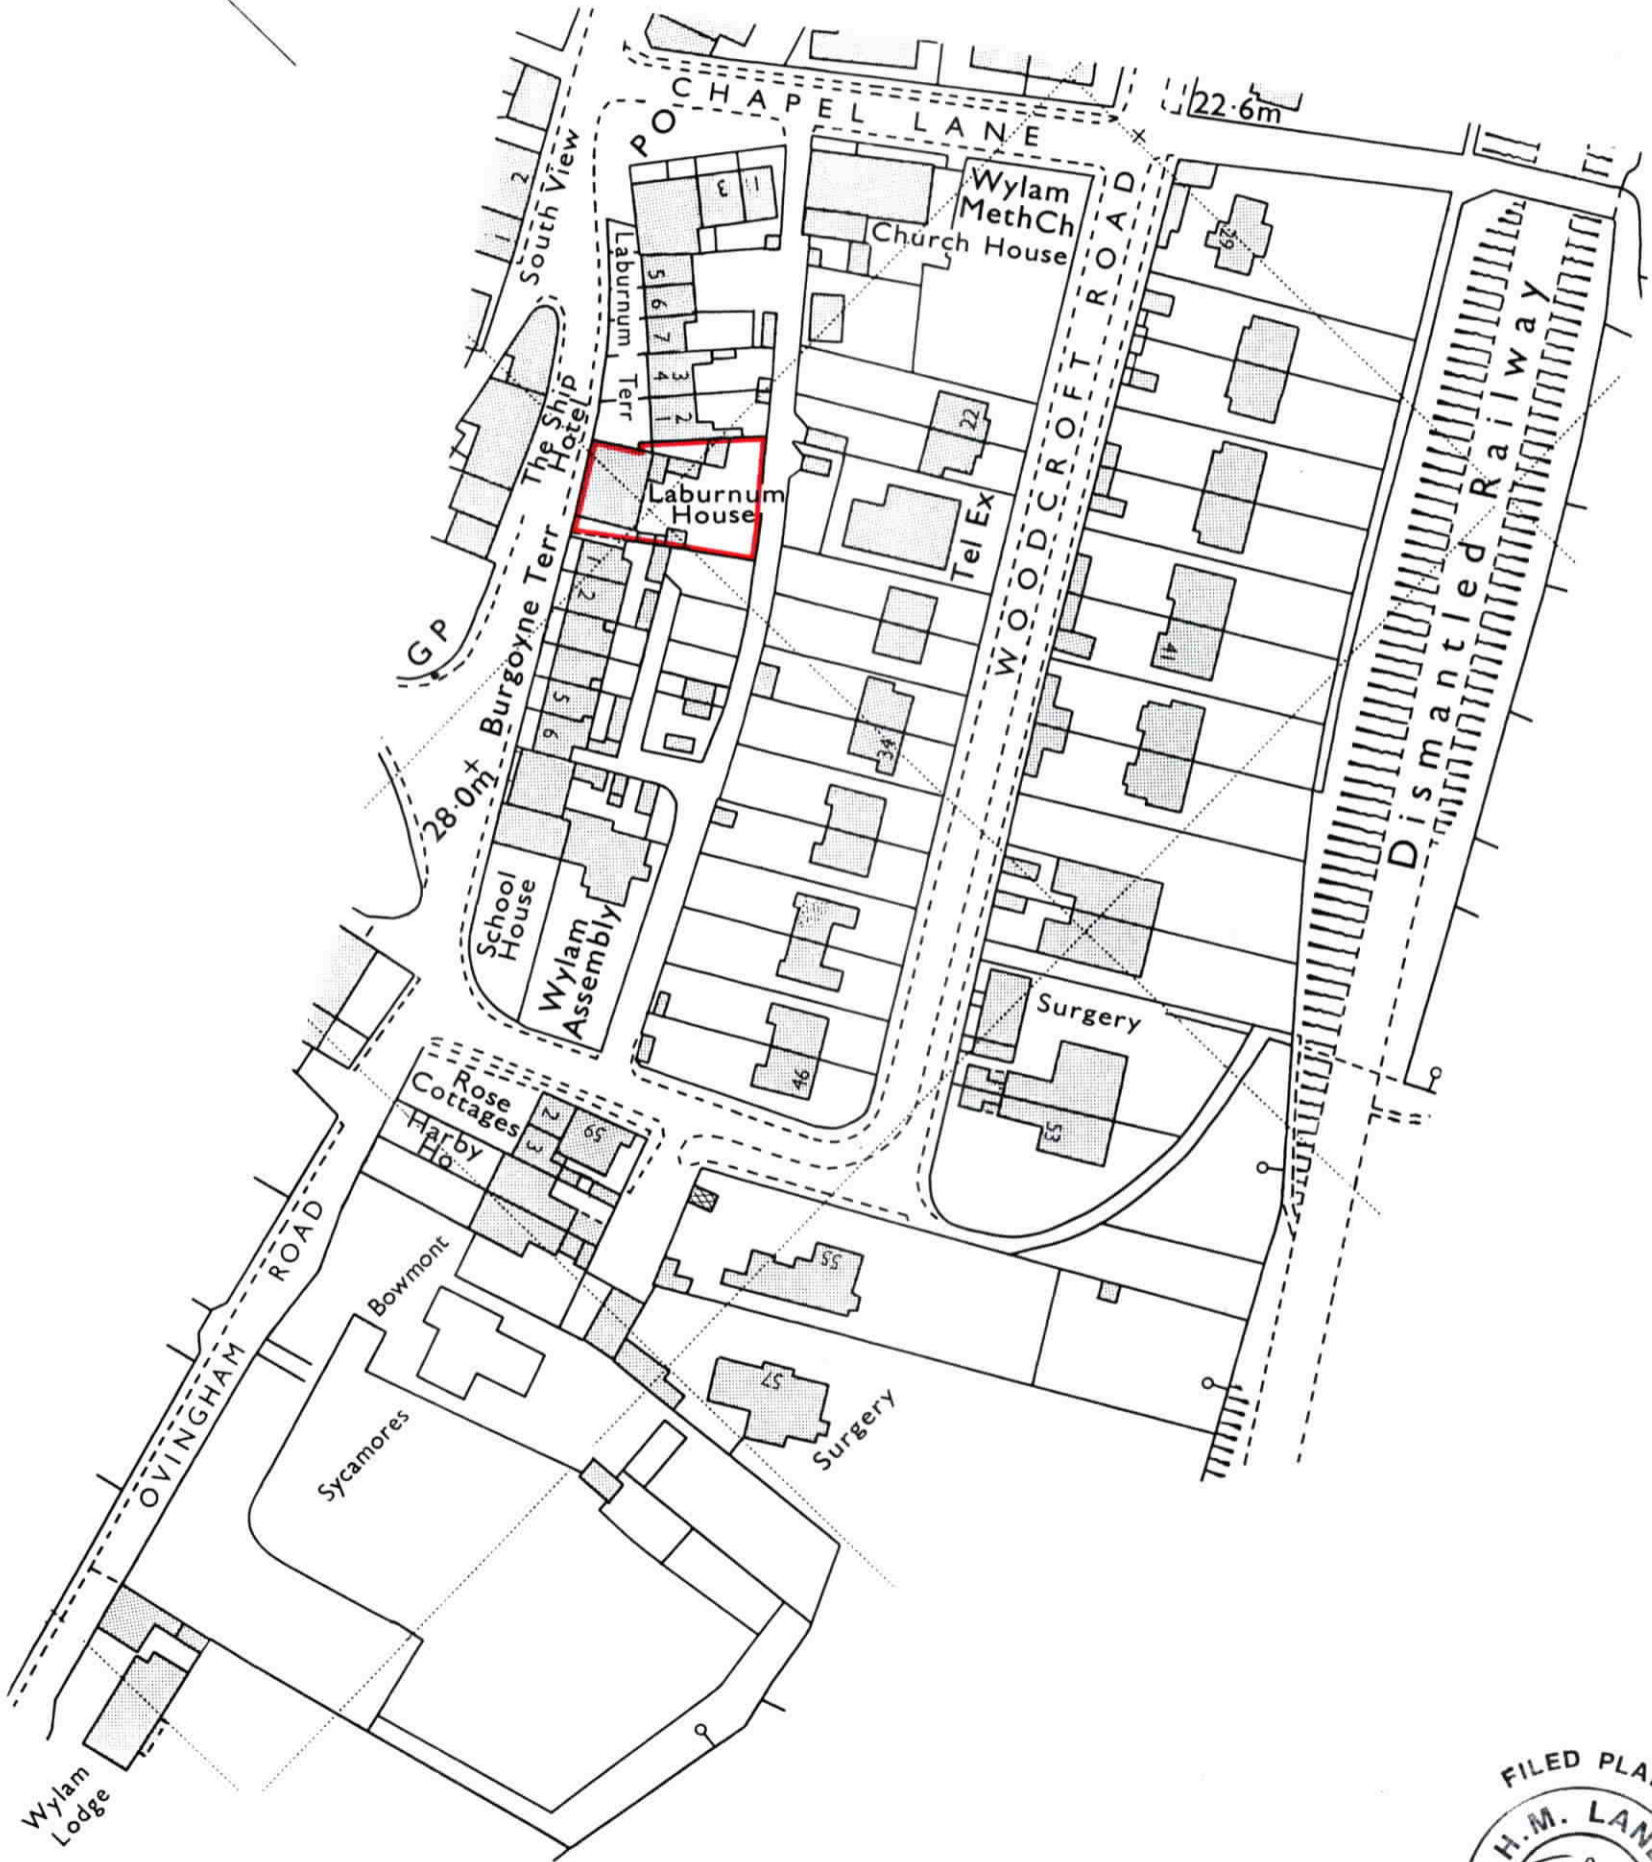 CHAPEL LANE
22·6m
PO
South View
2
1
3
1
Wylam
MethCh
Church House
Laburnum Terr
5
6
7
3
4
2
1
29
22
The Ship
Hotel
Laburnum
House
Tel Ex
WOODCROFT ROAD
Dismantled Railway
GP
Burgoyne Terr
1
2
5
6
41
34
28·0m
School
House
Wylam
Assembly
46
Surgery
53
Rose
Cottages
2
3
59
Harby
Ho
OVINGHAM ROAD
Bowmont
Sycamores
55
57
Surgery
Wylam
Lodge
FILED
H.M.